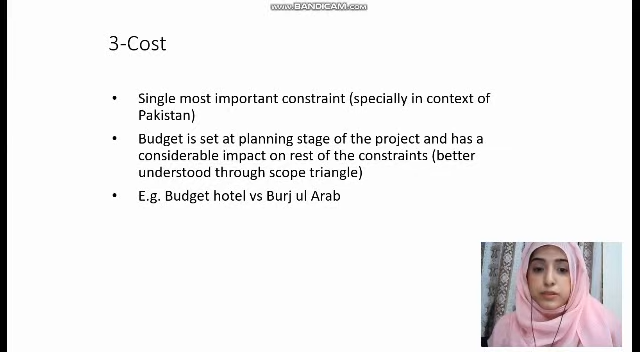 WWW.BANDICAM.COM
3-Cost
• Single most important constraint (specially in context of
Pakistan)
• Budget is set at planning stage of the project and has a
considerable impact on rest of the constraints (better
understood through scope triangle)
• E.g. Budget hotel vs Burj ul Arab